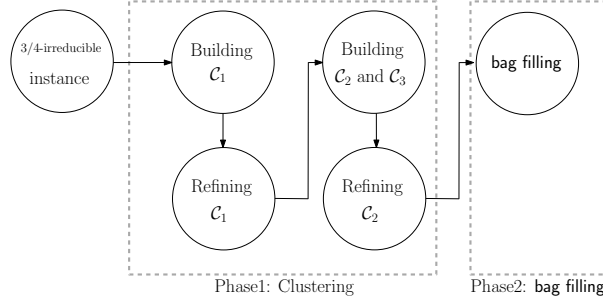 3/4-irreducible
instance
Building
𝒞₁
Building
𝒞₂ and 𝒞₃
bag filling
Refining
𝒞₁
Refining
𝒞₂
Phase1: Clustering
Phase2: bag filling